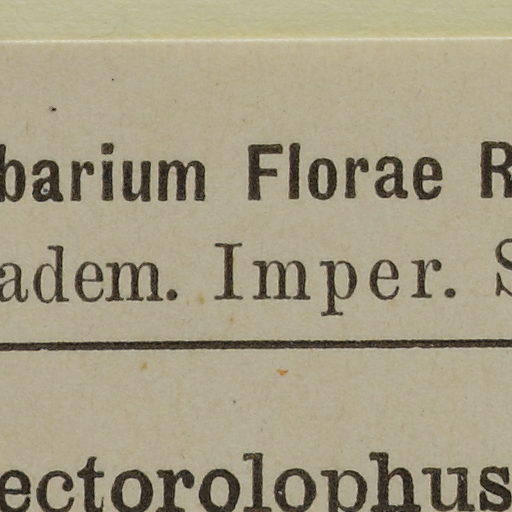 barium Florae R
adem. Imper. S
ectorolophus